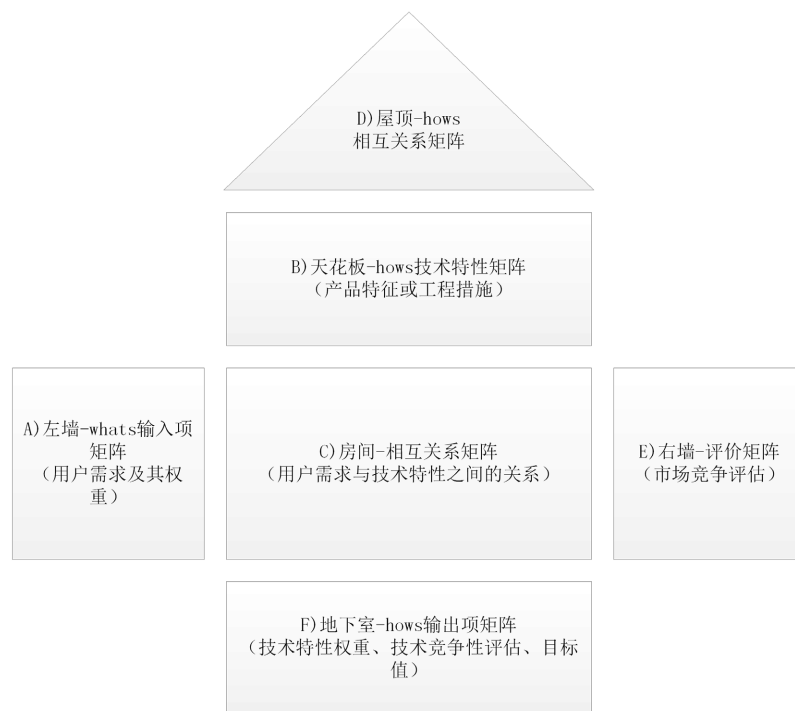 D)屋顶-hows
相互关系矩阵
B)天花板-hows技术特性矩阵
（产品特征或工程措施）
A)左墙-whats输入项
矩阵
（用户需求及其权
重）
C)房间-相互关系矩阵
（用户需求与技术特性之间的关系）
E)右墙-评价矩阵
（市场竞争评估）
F)地下室-hows输出项矩阵
（技术特性权重、技术竞争性评估、目标
值）